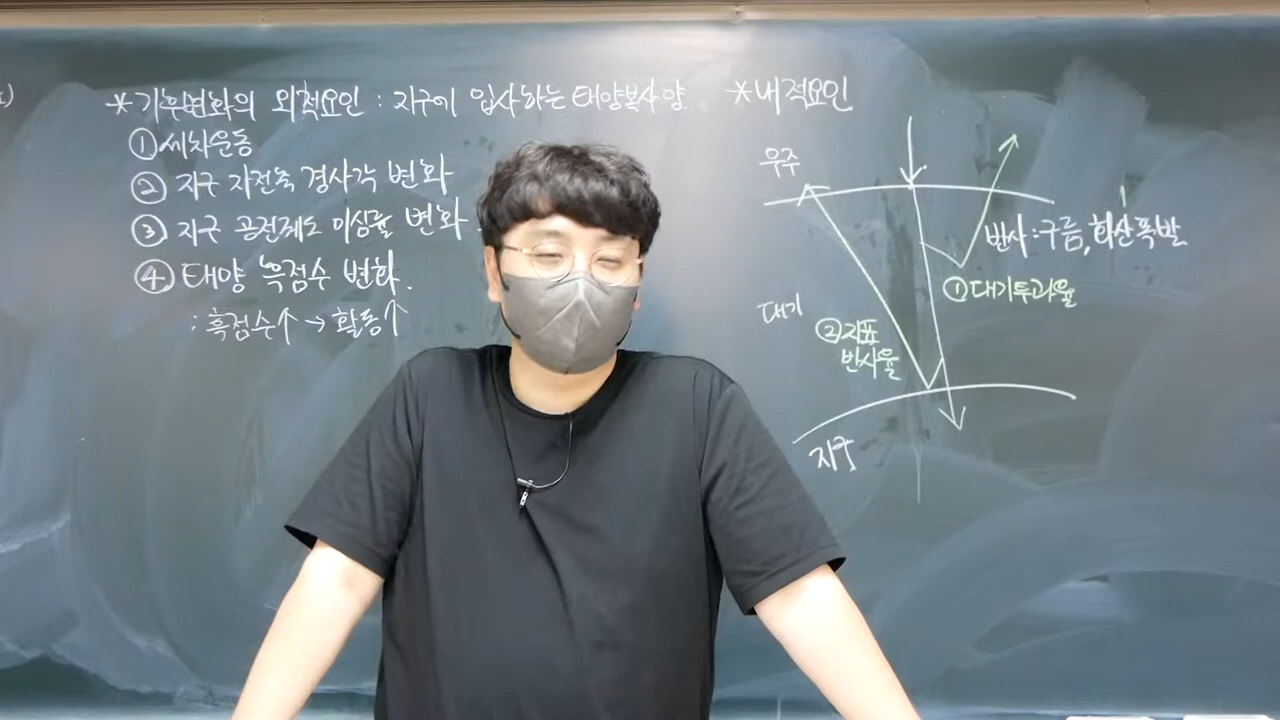 *기후변화의 외적요인 : 지구에 입사하는 태양복사량.
① 세차운동
② 지구 자전축 경사각 변화
③ 지구 공전궤도 이심률 변화.
④ 태양 흑점수 변화.
: 흑점수↑ → 활동↑
*내적요인
우주
반사 : 구름, 화산폭발
① 대기투과율
대기
② 지표
반사율
지구